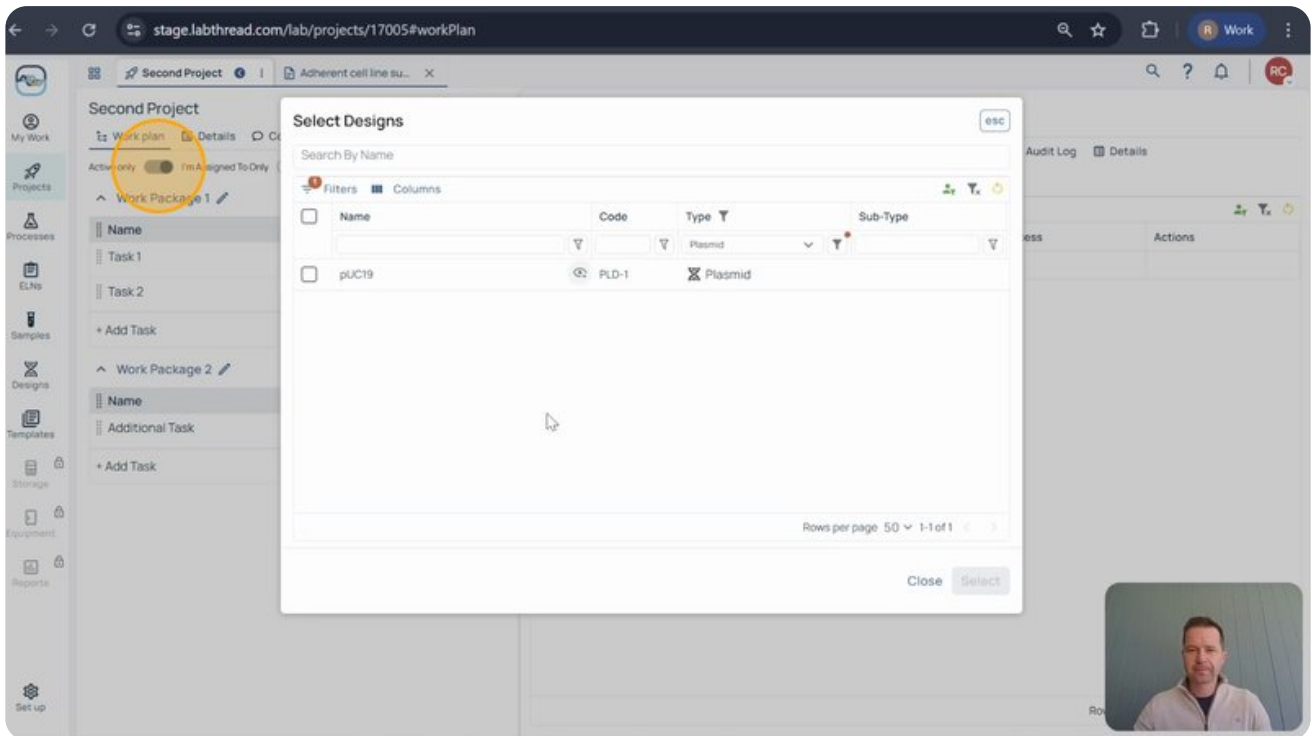 stage.labthread.com/lab/projects/17005#workPlan
R Work
Second Project
Adherent cell line su...
RC
My Work
Projects
Processes
ELNs
Samples
Designs
Templates
Storage
Equipment
Reports
Set up
Second Project
Work plan
Details
Active only
I'm Assigned To Only
Work Package 1
Name
Task 1
Task 2
+ Add Task
Work Package 2
Name
Additional Task
+ Add Task
Select Designs
esc
Search By Name
1
Filters
Columns
Name
Code
Type
Sub-Type
Plasmid
pUC19
PLD-1
Plasmid
Rows per page 50 1-1 of 1
Close
Select
Audit Log
Details
Actions